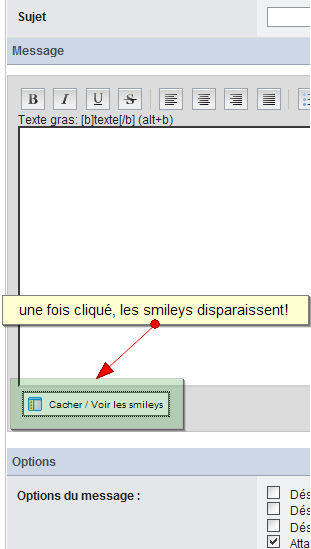 Sujet
Message
B I U S
Texte gras: [b]texte[/b] (alt+b)
une fois cliqué, les smileys disparaissent!
Cacher / Voir les smileys
Options
Options du message :
Dés
Dés
Dés
Atta